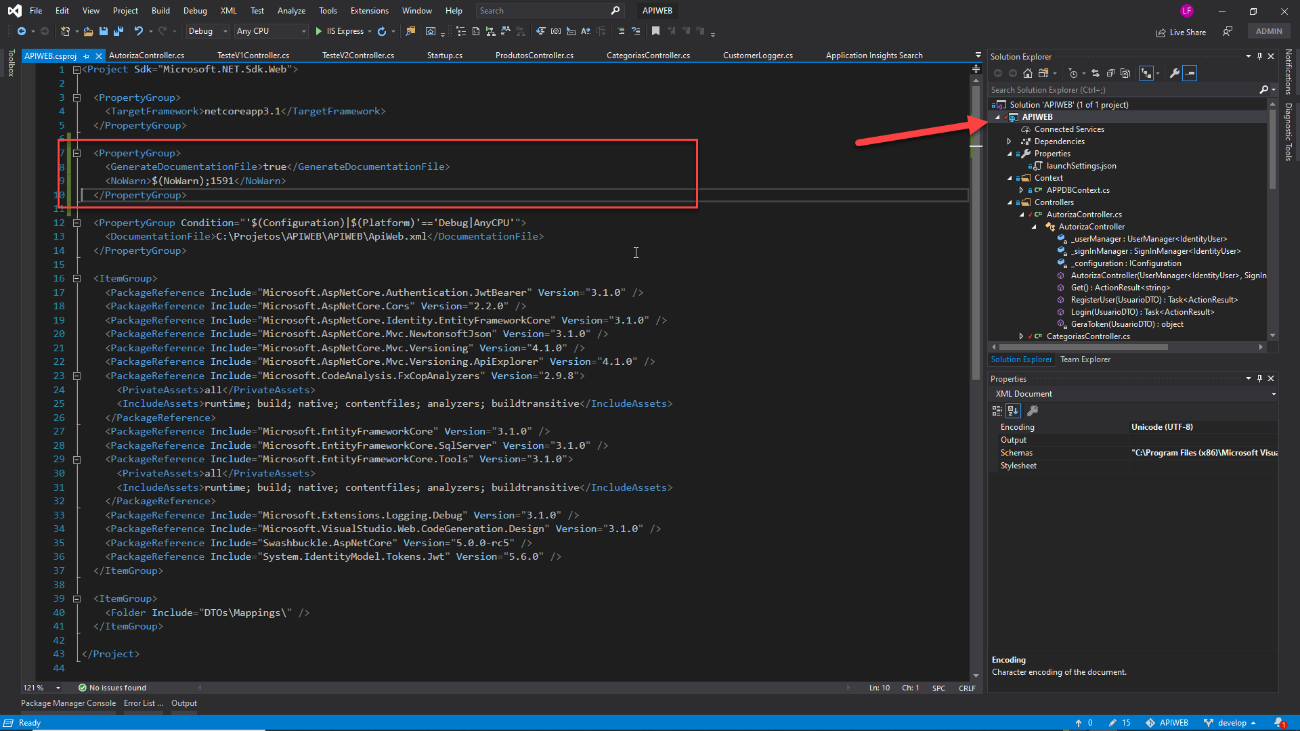 File Edit View Project Build Debug XML Test Analyze Tools Extensions Window Help Search APIWEB LF
Debug Any CPU IIS Express Live Share ADMIN
Toolbox
APIWEB.csproj AutorizaController.cs TesteV1Controller.cs TesteV2Controller.cs Startup.cs ProdutosController.cs CategoriasController.cs CustomerLogger.cs Application Insights Search
1 <Project Sdk="Microsoft.NET.Sdk.Web">
2
3 <PropertyGroup>
4 <TargetFramework>netcoreapp3.1</TargetFramework>
5 </PropertyGroup>
6
7 <PropertyGroup>
8 <GenerateDocumentationFile>true</GenerateDocumentationFile>
9 <NoWarn>$(NoWarn);1591</NoWarn>
10 </PropertyGroup>
11
12 <PropertyGroup Condition="'$(Configuration)|$(Platform)'=='Debug|AnyCPU'">
13 <DocumentationFile>C:\Projetos\APIWEB\APIWEB\ApiWeb.xml</DocumentationFile>
14 </PropertyGroup>
15
16 <ItemGroup>
17 <PackageReference Include="Microsoft.AspNetCore.Authentication.JwtBearer" Version="3.1.0" />
18 <PackageReference Include="Microsoft.AspNetCore.Cors" Version="2.2.0" />
19 <PackageReference Include="Microsoft.AspNetCore.Identity.EntityFrameworkCore" Version="3.1.0" />
20 <PackageReference Include="Microsoft.AspNetCore.Mvc.NewtonsoftJson" Version="3.1.0" />
21 <PackageReference Include="Microsoft.AspNetCore.Mvc.Versioning" Version="4.1.0" />
22 <PackageReference Include="Microsoft.AspNetCore.Mvc.Versioning.ApiExplorer" Version="4.1.0" />
23 <PackageReference Include="Microsoft.CodeAnalysis.FxCopAnalyzers" Version="2.9.8">
24 <PrivateAssets>all</PrivateAssets>
25 <IncludeAssets>runtime; build; native; contentfiles; analyzers; buildtransitive</IncludeAssets>
26 </PackageReference>
27 <PackageReference Include="Microsoft.EntityFrameworkCore" Version="3.1.0" />
28 <PackageReference Include="Microsoft.EntityFrameworkCore.SqlServer" Version="3.1.0" />
29 <PackageReference Include="Microsoft.EntityFrameworkCore.Tools" Version="3.1.0">
30 <PrivateAssets>all</PrivateAssets>
31 <IncludeAssets>runtime; build; native; contentfiles; analyzers; buildtransitive</IncludeAssets>
32 </PackageReference>
33 <PackageReference Include="Microsoft.Extensions.Logging.Debug" Version="3.1.0" />
34 <PackageReference Include="Microsoft.VisualStudio.Web.CodeGeneration.Design" Version="3.1.0" />
35 <PackageReference Include="Swashbuckle.AspNetCore" Version="5.0.0-rc5" />
36 <PackageReference Include="System.IdentityModel.Tokens.Jwt" Version="5.6.0" />
37 </ItemGroup>
38
39 <ItemGroup>
40 <Folder Include="DTOs\Mappings\" />
41 </ItemGroup>
42
43 </Project>
44
121 % No issues found Ln: 10 Ch: 1 SPC CRLF
Package Manager Console Error List ... Output
Solution Explorer
Search Solution Explorer (Ctrl+;)
Solution 'APIWEB' (1 of 1 project)
APIWEB
Connected Services
Dependencies
Properties
launchSettings.json
Context
C# APPDBContext.cs
Controllers
C# AutorizaController.cs
AutorizaController
_userManager : UserManager<IdentityUser>
_signInManager : SignInManager<IdentityUser>
_configuration : IConfiguration
AutorizaController(UserManager<IdentityUser>, SignIn
Get() : ActionResult<string>
RegisterUser(UsuarioDTO) : Task<ActionResult>
Login(UsuarioDTO) : Task<ActionResult>
GeraToken(UsuarioDTO) : object
C# CategoriasController.cs
Solution Explorer Team Explorer
Properties
XML Document
Encoding Unicode (UTF-8)
Output
Schemas "C:\Program Files (x86)\Microsoft Visua
Stylesheet
Encoding
Character encoding of the document.
Notifications
Diagnostic Tools
Ready 0 15 APIWEB develop 1